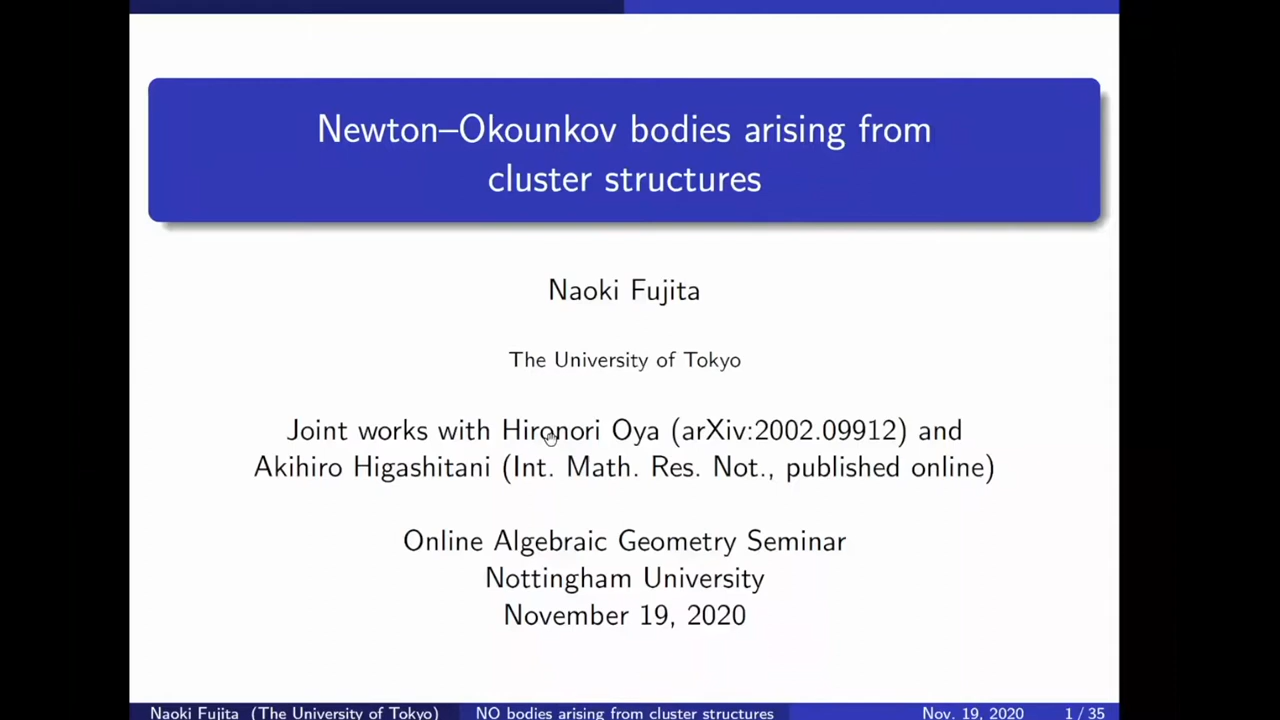 Newton–Okounkov bodies arising from
cluster structures
Naoki Fujita
The University of Tokyo
Joint works with Hironori Oya (arXiv:2002.09912) and
Akihiro Higashitani (Int. Math. Res. Not., published online)
Online Algebraic Geometry Seminar
Nottingham University
November 19, 2020
Naoki Fujita (The University of Tokyo) NO bodies arising from cluster structures Nov. 19, 2020 1 / 35